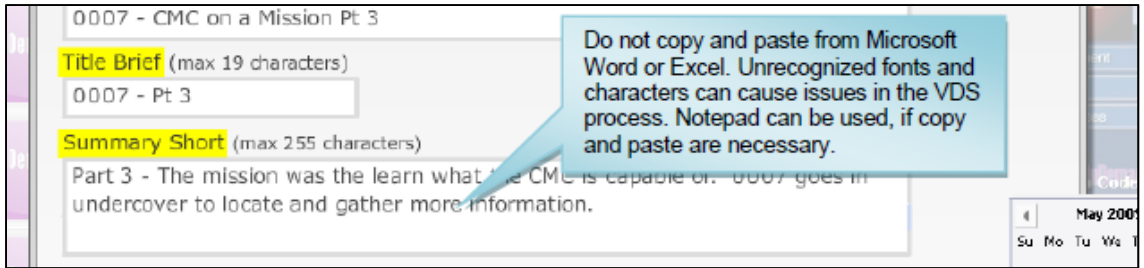 0007 - CMC on a Mission Pt 3
Title Brief (max 19 characters)
0007 - Pt 3
Summary Short (max 255 characters)
Part 3 - The mission was the learn what the CMC is capable of. 0007 goes in
undercover to locate and gather more information.
Do not copy and paste from Microsoft
Word or Excel. Unrecognized fonts and
characters can cause issues in the VDS
process. Notepad can be used, if copy
and paste are necessary.
Code
May 2009
Su Mo Tu We